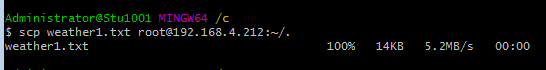 Administrator@Stu1001 MINGW64 /c
$ scp weather1.txt root@192.168.4.212:~/.
weather1.txt 100% 14KB 5.2MB/s 00:00